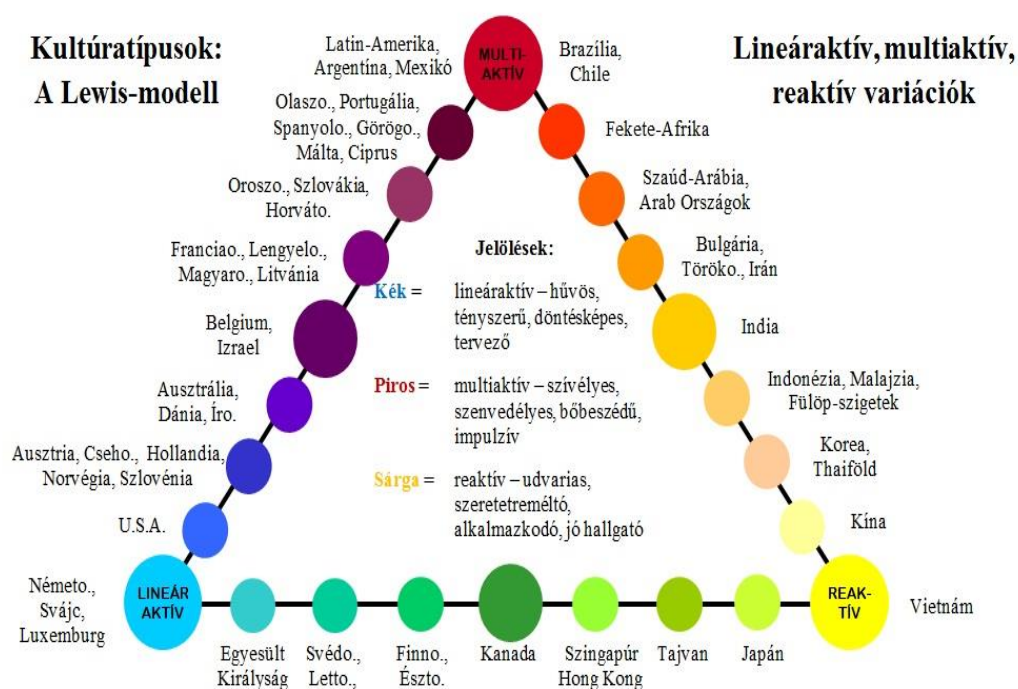 Kultúratípusok:
A Lewis-modell
Lineáraktív, multiaktív,
reaktív variációk
MULTI-
AKTÍV
Latin-Amerika,
Argentína, Mexikó
Olaszo., Portugália,
Spanyolo., Görögo.,
Málta, Ciprus
Oroszo., Szlovákia,
Horváto.
Franciao., Lengyelo.,
Magyaro., Litvánia
Belgium,
Izrael
Ausztrália,
Dánia, Íro.
Ausztria, Cseho., Hollandia,
Norvégia, Szlovénia
U.S.A.
Németo.,
Svájc,
Luxemburg
LINEÁR
AKTÍV
Brazília,
Chile
Fekete-Afrika
Szaúd-Arábia,
Arab Országok
Bulgária,
Töröko., Irán
India
Indonézia, Malajzia,
Fülöp-szigetek
Korea,
Thaiföld
Kína
REAK-
TÍV
Vietnám
Jelölések:
Kék = lineáraktív – hűvös,
tényszerű, döntésképes,
tervező
Piros = multiaktív – szívélyes,
szenvedélyes, bőbeszédű,
impulzív
Sárga = reaktív – udvarias,
szeretetreméltó,
alkalmazkodó, jó hallgató
Egyesült
Királyság
Svédo.,
Letto.,
Finno.,
Észto.
Kanada
Szingapúr
Hong Kong
Tajvan
Japán